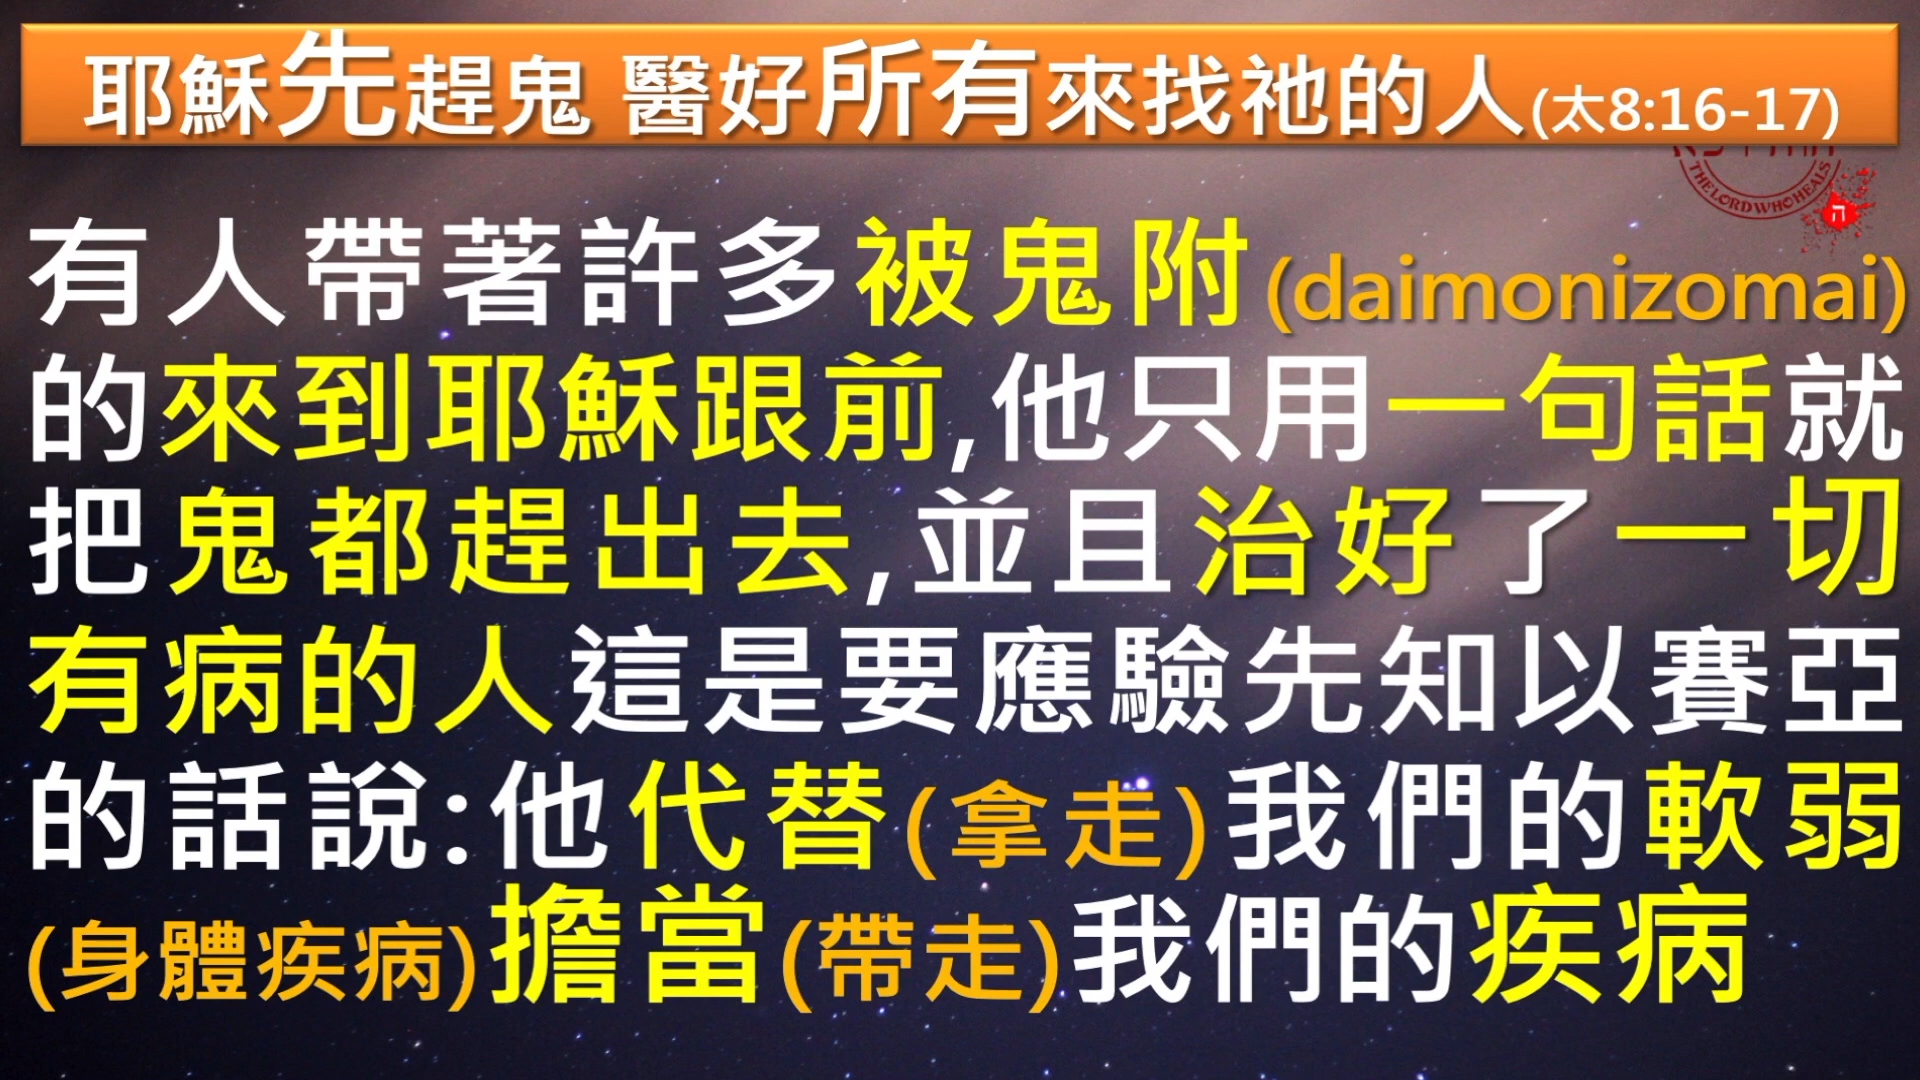 耶穌先趕鬼 醫好所有來找祂的人(太8:16-17)
THE LORD WHO HEALS
ה
有人帶著許多被鬼附(daimonizomai)
的來到耶穌跟前,他只用一句話就
把鬼都趕出去,並且治好了一切
有病的人這是要應驗先知以賽亞
的話說:他代替(拿走)我們的軟弱
(身體疾病)擔當(帶走)我們的疾病